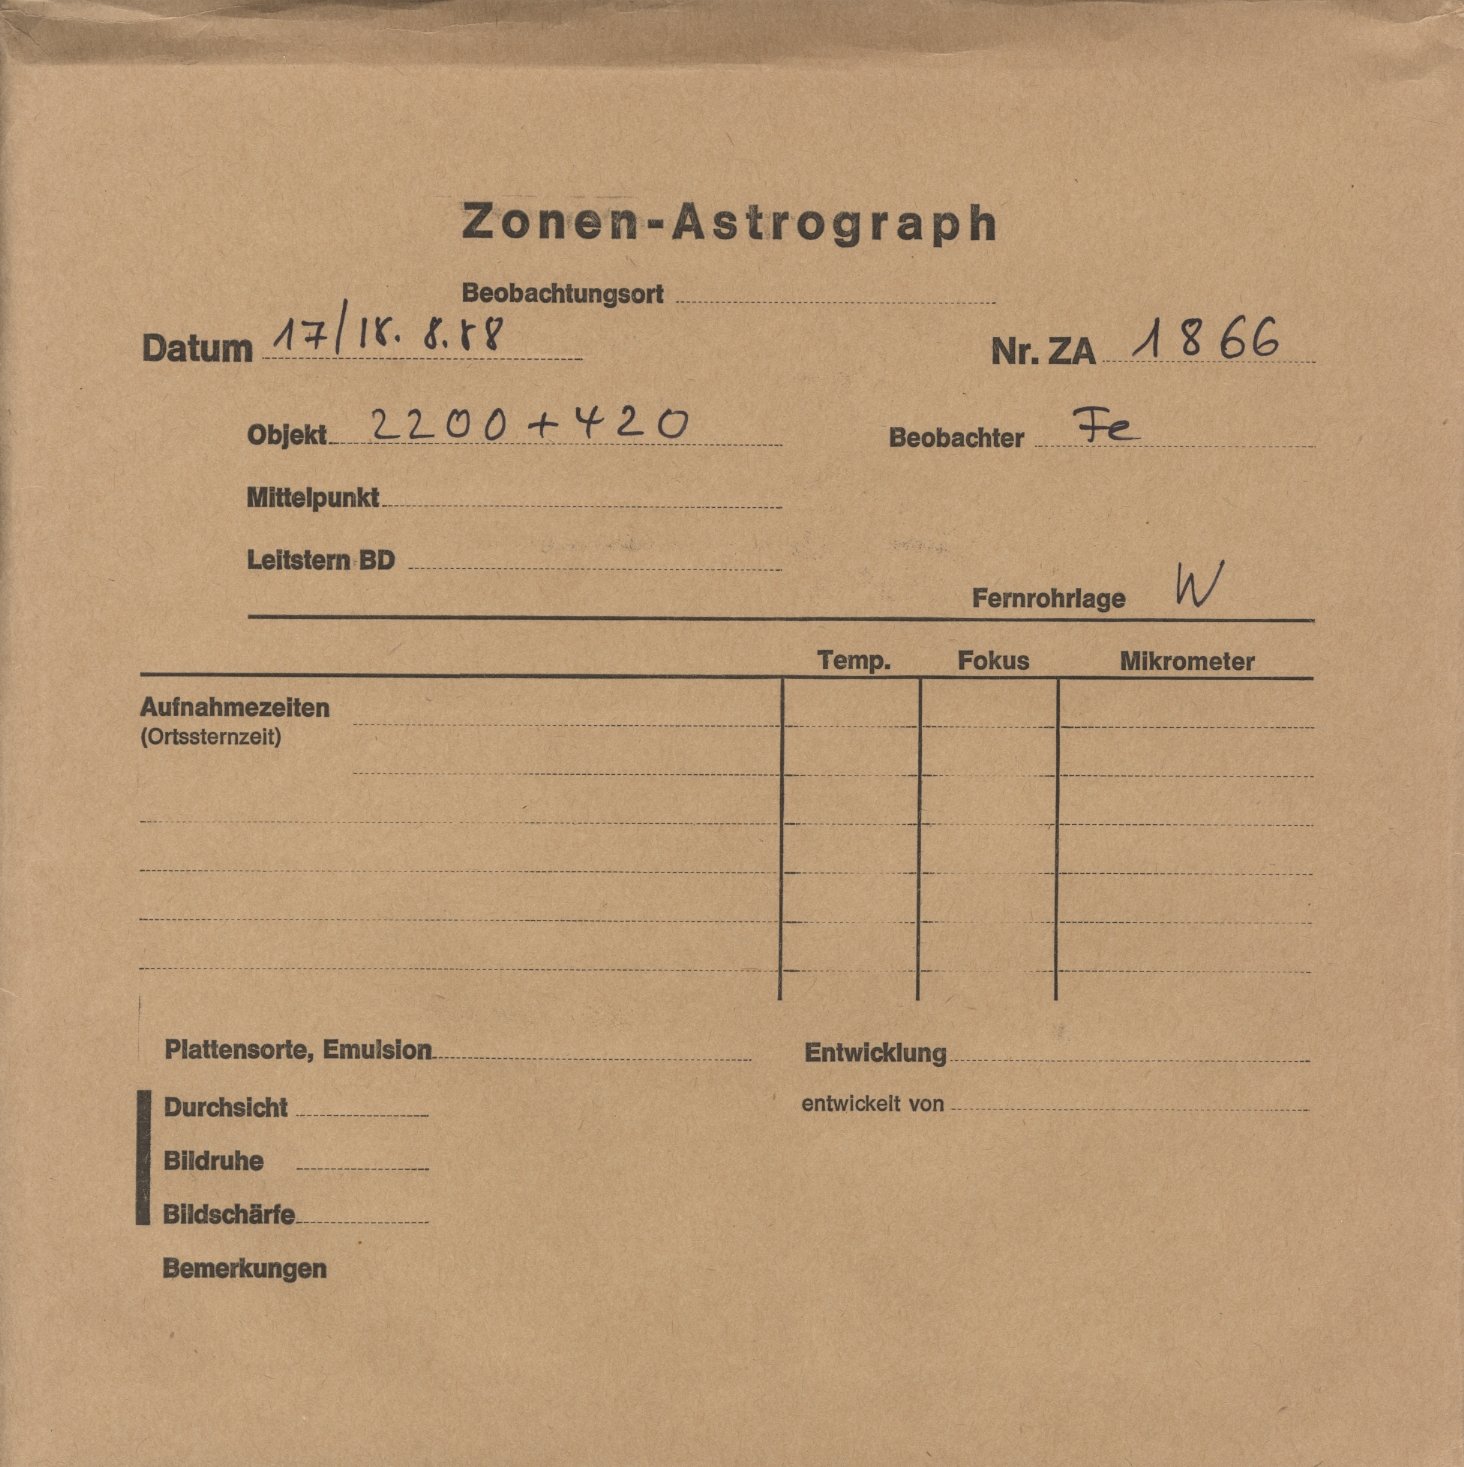 Zonen-Astrograph
Beobachtungsort
Datum 17/18. 8.88 Nr. ZA 1866
Objekt 2200+420 Beobachter Fe
Mittelpunkt
Leitstern BD
Fernrohrlage W
Temp. Fokus Mikrometer
Aufnahmezeiten
(Ortssternzeit)
Plattensorte, Emulsion Entwicklung
Durchsicht entwickelt von
Bildruhe
Bildschärfe
Bemerkungen